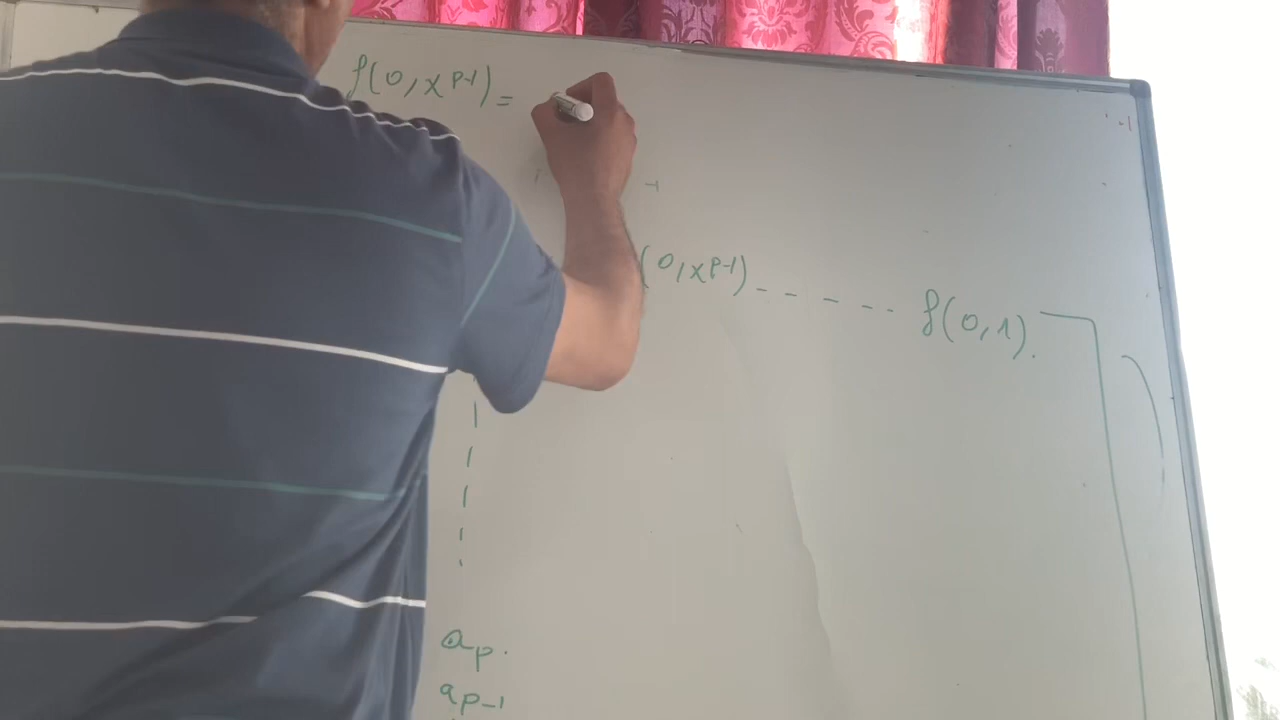 f(0, x^{p-1}) =
(0, x^{p-1}) - - - - - f(0, 1).
a_p.
a_{p-1}